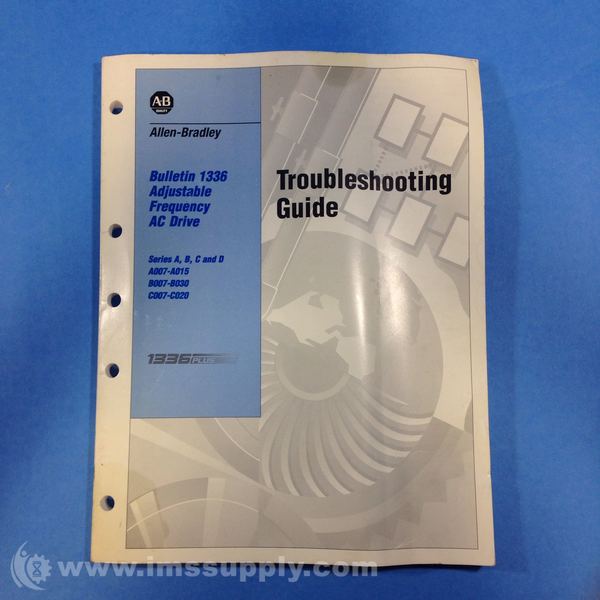 AB
QUALITY
Allen-Bradley
Bulletin 1336
Adjustable
Frequency
AC Drive
Series A, B, C and D
A007-A015
B007-B030
C007-C020
1336 PLUS
Troubleshooting
Guide
www.imssupply.com